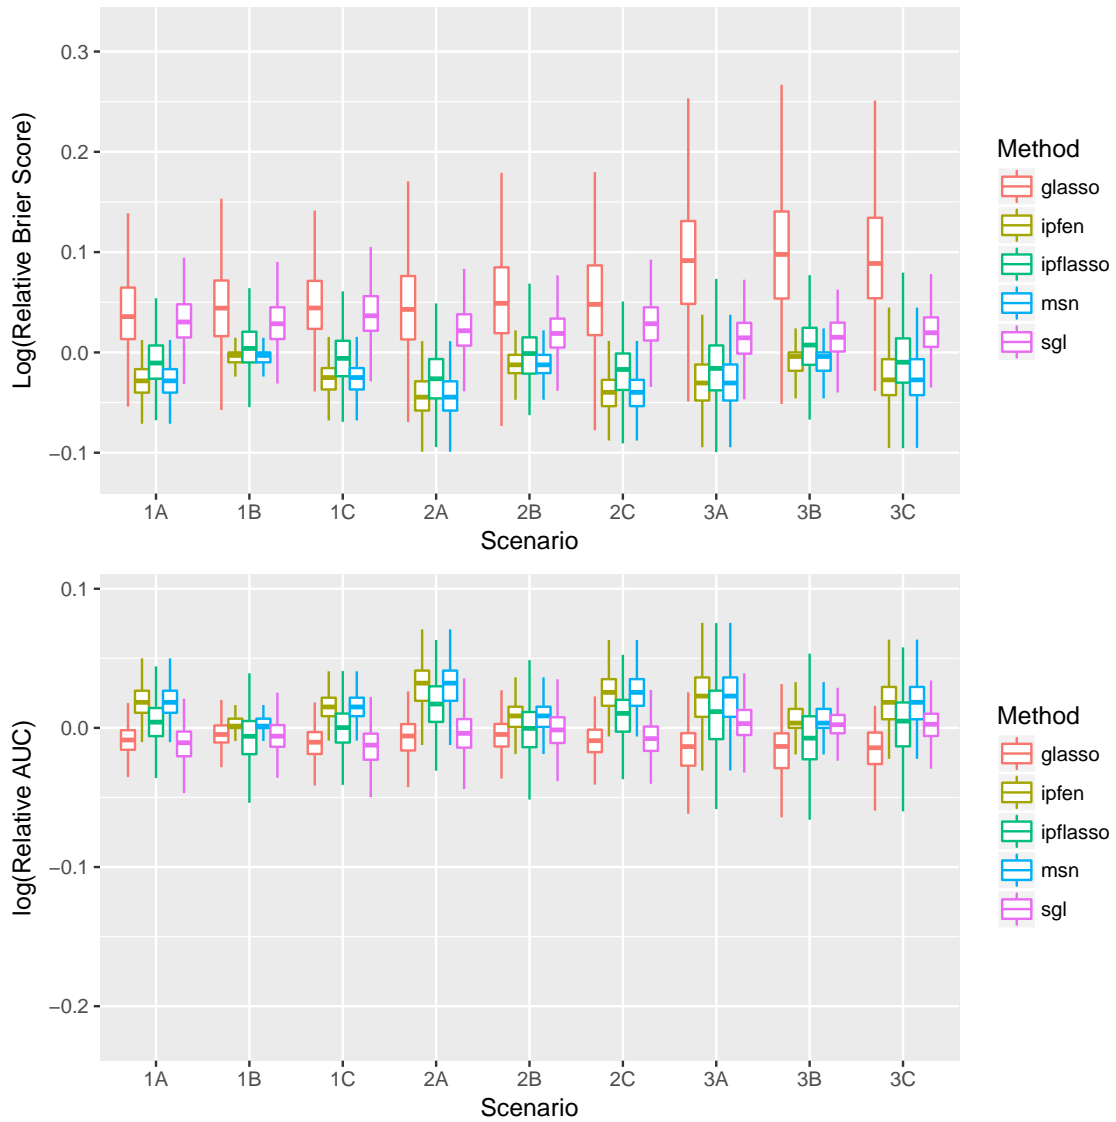 Log(Relative Brier Score)
0.3
0.2
0.1
0.0
−0.1
1A 1B 1C 2A 2B 2C 3A 3B 3C
Scenario
Method
glasso
ipfen
ipflasso
msn
sgl
log(Relative AUC)
0.1
0.0
−0.1
−0.2
1A 1B 1C 2A 2B 2C 3A 3B 3C
Scenario
Method
glasso
ipfen
ipflasso
msn
sgl